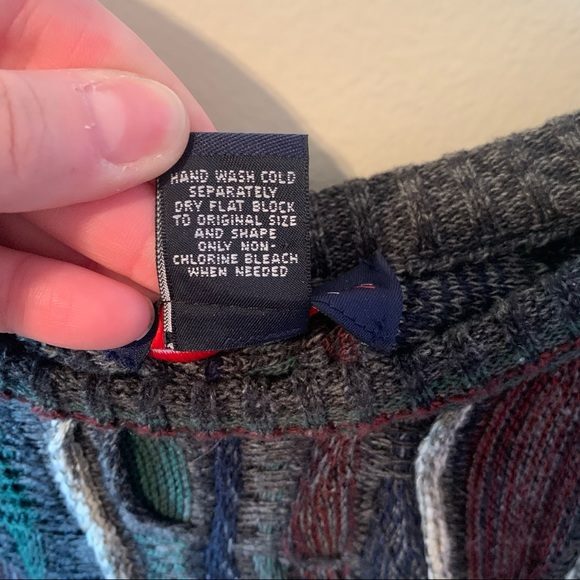 HAND WASH COLD
SEPARATELY
DRY FLAT BLOCK
TO ORIGINAL SIZE
AND SHAPE
ONLY NON-
CHLORINE BLEACH
WHEN NEEDED